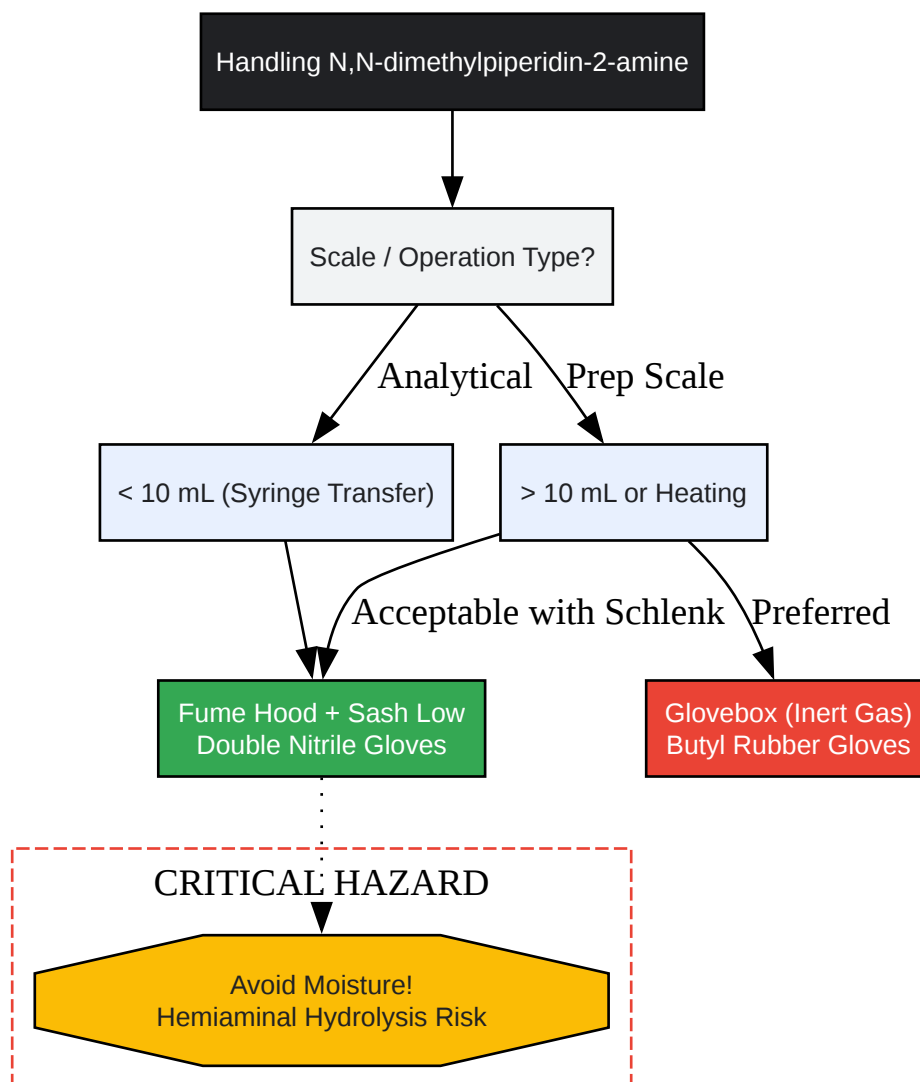 Handling N,N-dimethylpiperidin-2-amine
Scale / Operation Type?
Analytical
Prep Scale
< 10 mL (Syringe Transfer)
> 10 mL or Heating
Acceptable with Schlenk
Preferred
Fume Hood + Sash Low
Double Nitrile Gloves
Glovebox (Inert Gas)
Butyl Rubber Gloves
CRITICAL HAZARD
Avoid Moisture!
Hemiaminal Hydrolysis Risk